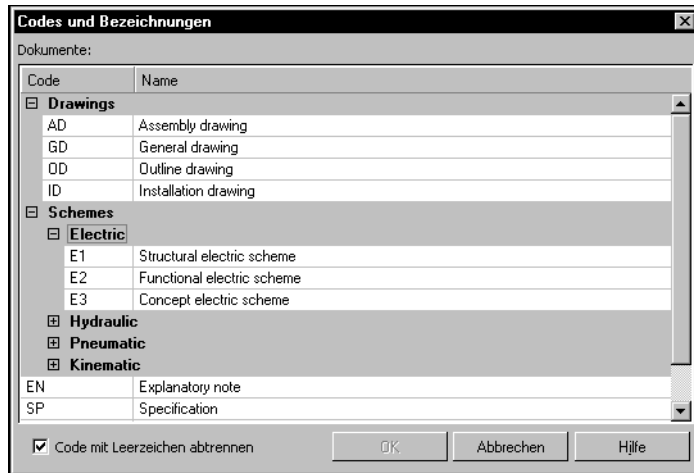 Codes und Bezeichnungen
Dokumente:
Code Name
Drawings
AD Assembly drawing
GD General drawing
OD Outline drawing
ID Installation drawing
Schemes
Electric
E1 Structural electric scheme
E2 Functional electric scheme
E3 Concept electric scheme
Hydraulic
Pneumatic
Kinematic
EN Explanatory note
SP Specification
Code mit Leerzeichen abtrennen OK Abbrechen Hilfe